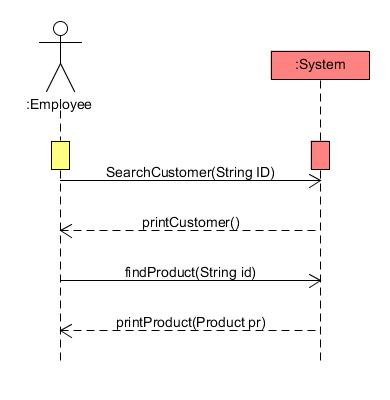 :System
:Employee
SearchCustomer(String ID)
printCustomer()
findProduct(String id)
printProduct(Product pr)